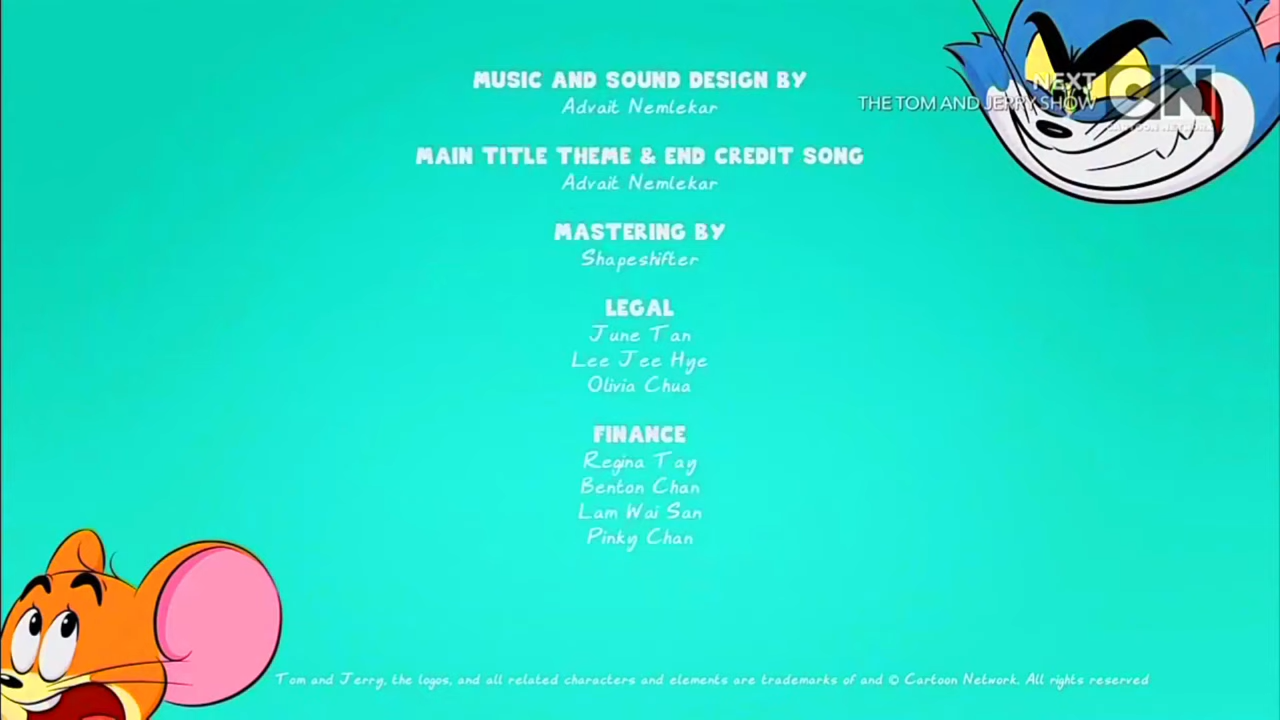 MUSIC AND SOUND DESIGN BY
Advait Nemlekar
MAIN TITLE THEME & END CREDIT SONG
Advait Nemlekar
MASTERING BY
Shapeshifter
LEGAL
June Tan
Lee Jee Hye
Olivia Chua
FINANCE
Regina Tay
Benton Chan
Lam Wai San
Pinky Chan
NEXT
THE TOM AND JERRY SHOW
CN
CARTOON NETWORK
Tom and Jerry, the logos, and all related characters and elements are trademarks of and © Cartoon Network. All rights reserved